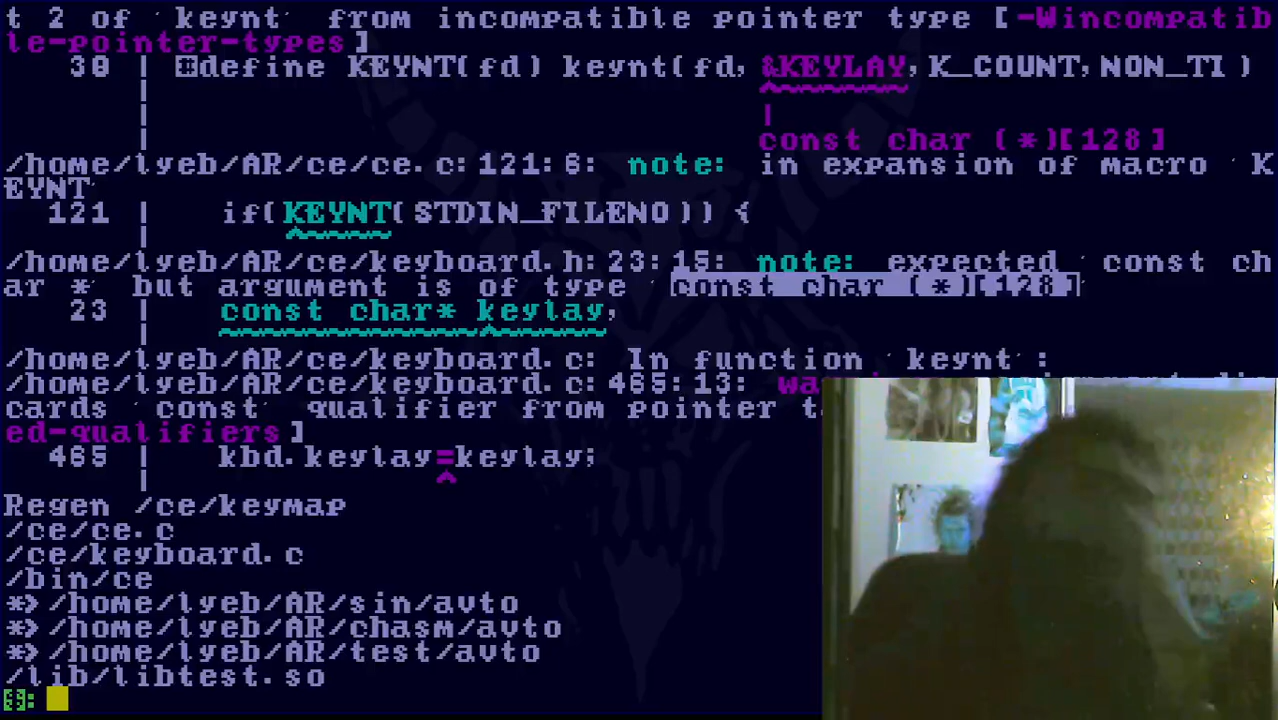 t 2 of 'keynt' from incompatible pointer type [-Wincompatib
le-pointer-types]
38 | #define KEYNT(fd) keynt(fd,&KEYLAY,K_COUNT,NON_TI)
|
| |
| const char (*)[128]
/home/lyeb/AR/ce/ce.c:121:6: note: in expansion of macro 'K
EYNT'
121 | if(KEYNT(STDIN_FILENO)) {
| ^~~~~
/home/lyeb/AR/ce/keyboard.h:23:15: note: expected 'const ch
ar *' but argument is of type 'const char (*)[128]'
23 | const char* keylay,
| ~~~~~~~~~~~~^~~~~~
/home/lyeb/AR/ce/keyboard.c: In function 'keynt':
/home/lyeb/AR/ce/keyboard.c:465:13:
cards 'const' qualifier from pointer
ed-qualifiers]
465 | kbd.keylay=keylay;
| ^
Regen /ce/keymap
/ce/ce.c
/ce/keyboard.c
/bin/ce
*> /home/lyeb/AR/sin/avto
*> /home/lyeb/AR/chasm/avto
*> /home/lyeb/AR/test/avto
/lib/libtest.so